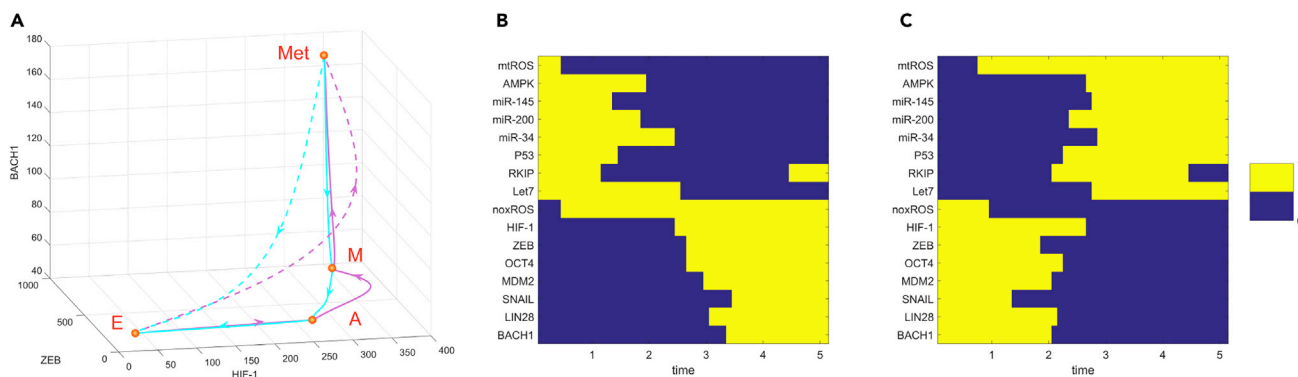 A
180
160
140
120
100
80
60
40
BACH1
1000
500
0
ZEB
0
50
100
150
200
250
300
350
400
HIF-1
Met
M
A
E
B
mtROS
AMPK
miR-145
miR-200
miR-34
P53
RKIP
Let7
noxROS
HIF-1
ZEB
OCT4
MDM2
SNAIL
LIN28
BACH1
1
2
3
4
5
time
C
mtROS
AMPK
miR-145
miR-200
miR-34
P53
RKIP
Let7
noxROS
HIF-1
ZEB
OCT4
MDM2
SNAIL
LIN28
BACH1
1
2
3
4
5
time